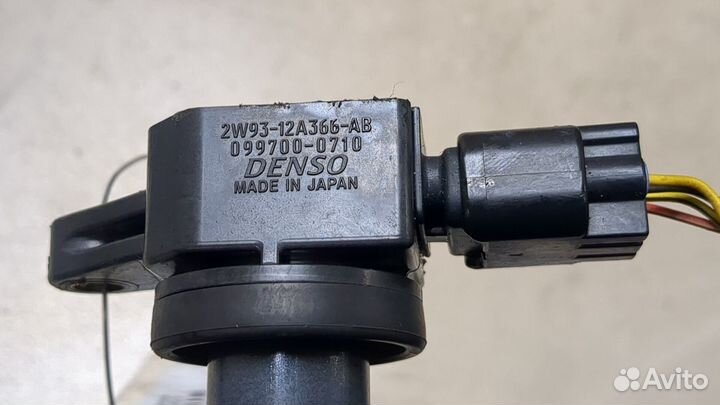 2W93-12A366-AB
099700-0710
DENSO
MADE IN JAPAN
Avito